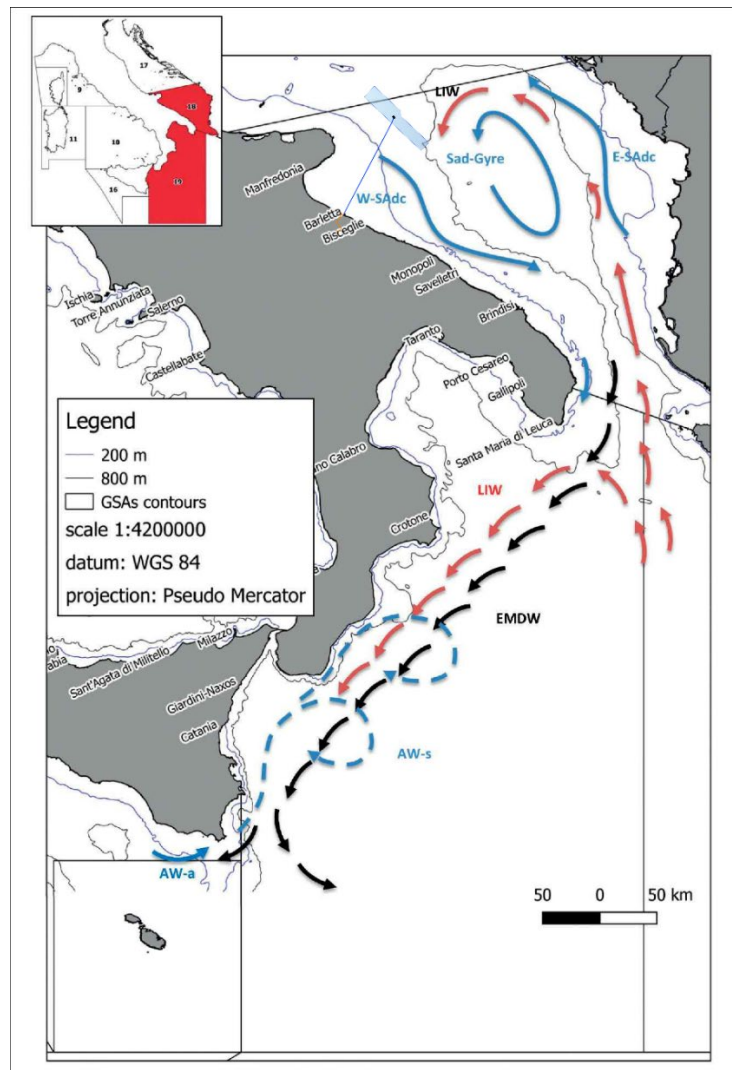 17
9
18
11
10
16
19
LIW
Sad-Gyre
E-SAdc
Manfredonia
W-SAdc
Barletta
Bisceglie
Monopoli
Savelletri
Brindisi
Ischia
Torre Annunziata
Salerno
Castellabate
Taranto
Porto Cesareo
Gallipoli
Santa Maria di Leuca
Legend
200 m
800 m
GSAs contours
scale 1:4200000
datum: WGS 84
projection: Pseudo Mercator
ano Calabro
LIW
Crotone
EMDW
Milazzo
Sant'Agata di Militello
abia
Giardini-Naxos
Catania
AW-s
AW-a
50 0 50 km